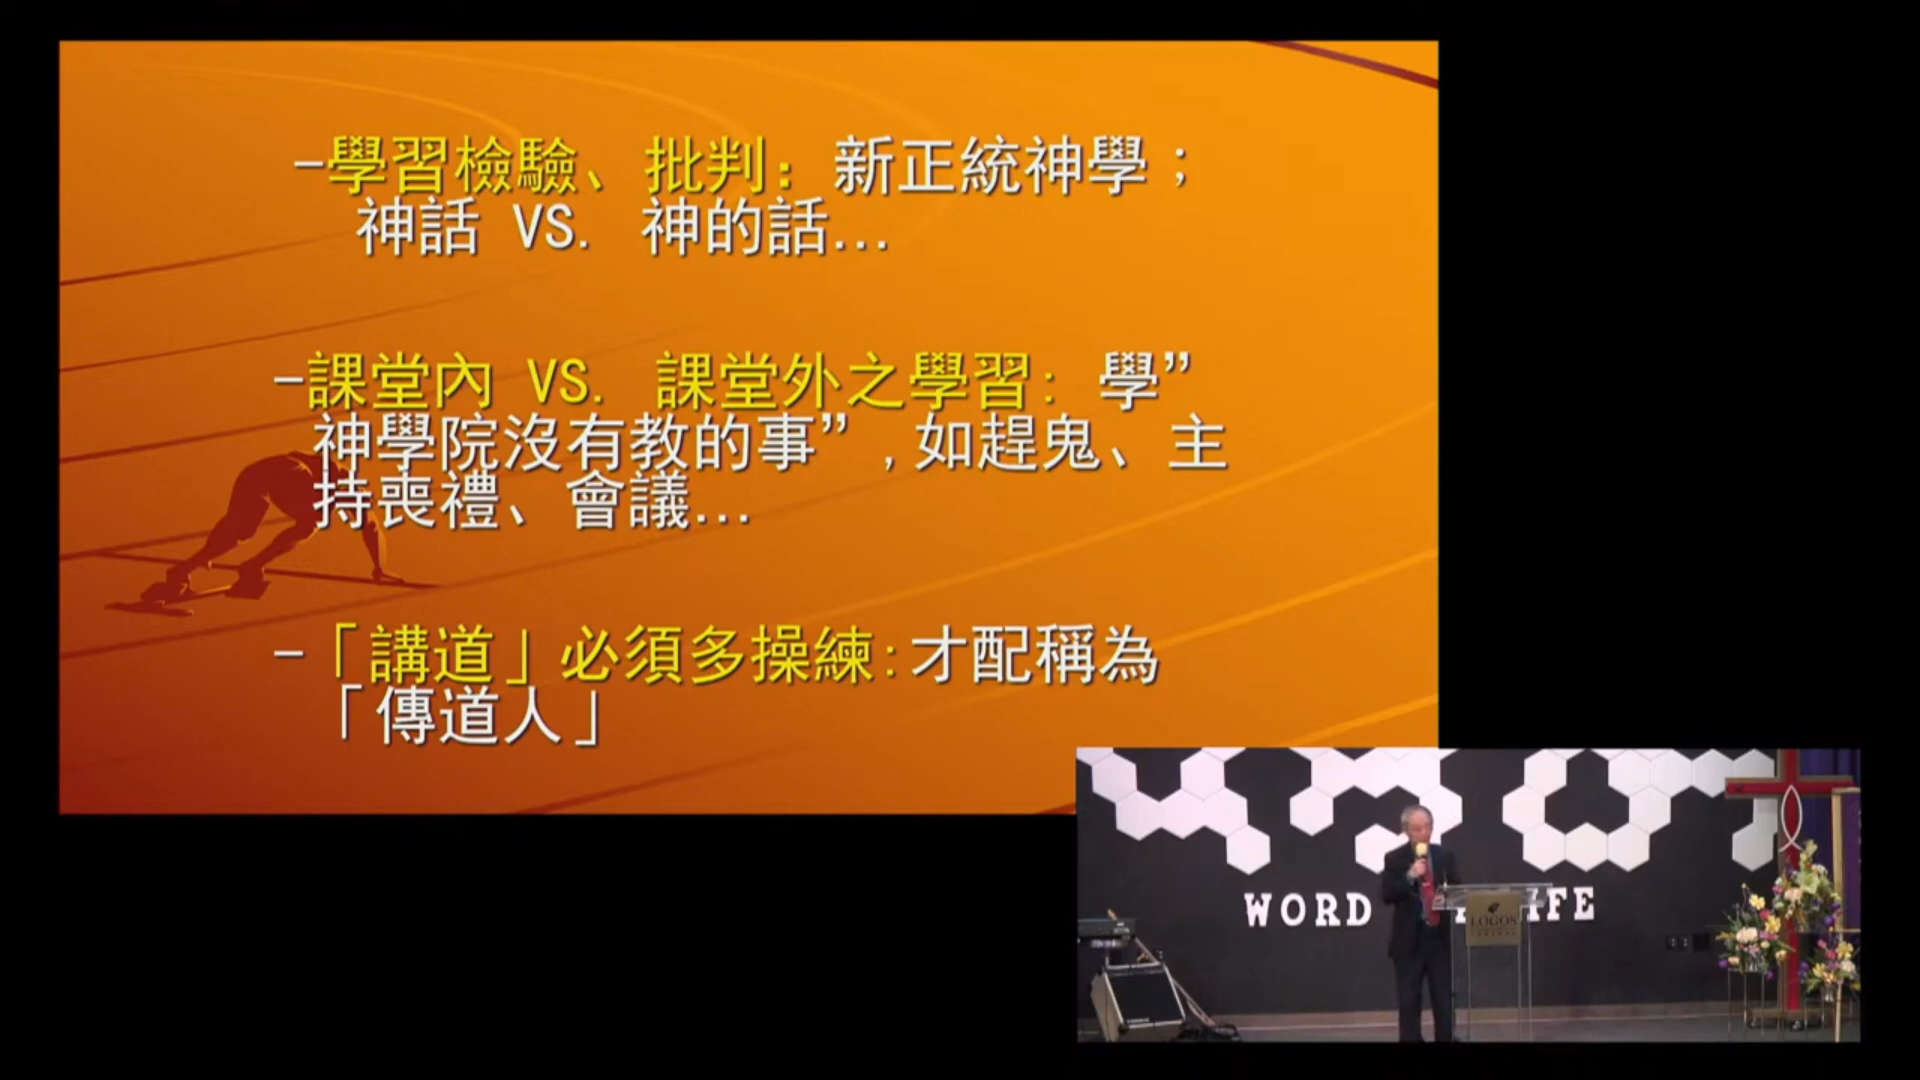 –學習檢驗、批判：新正統神學；
神話 VS. 神的話...
–課堂內 VS. 課堂外之學習：學”
神學院沒有教的事”,如趕鬼、主
持喪禮、會議...
–「講道」必須多操練:才配稱為
「傳道人」
WORD IFE
LOGOS